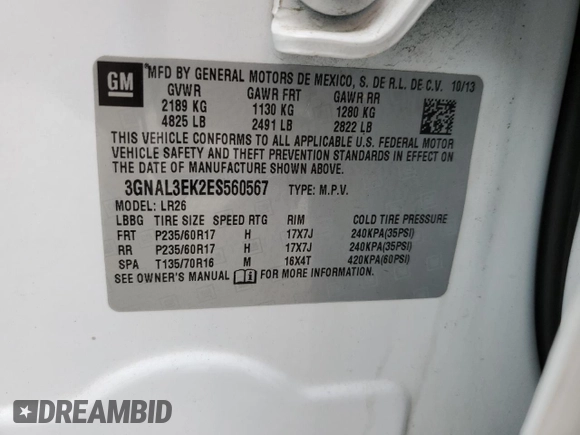 GM
MFD BY GENERAL MOTORS DE MEXICO, S. DE R.L. DE C.V. 10/13
GVWR GAWR FRT GAWR RR
2189 KG 1130 KG 1280 KG
4825 LB 2491 LB 2822 LB
THIS VEHICLE CONFORMS TO ALL APPLICABLE U.S. FEDERAL MOTOR
VEHICLE SAFETY AND THEFT PREVENTION STANDARDS IN EFFECT ON
THE DATE OF MANUFACTURE SHOWN ABOVE.
3GNAL3EK2ES560567 TYPE: M.P.V.
MODEL: LR26
LBBG TIRE SIZE SPEED RTG RIM COLD TIRE PRESSURE
FRT P235/60R17 H 17X7J 240KPA(35PSI)
RR P235/60R17 H 17X7J 240KPA(35PSI)
SPA T135/70R16 M 16X4T 420KPA(60PSI)
SEE OWNER'S MANUAL FOR MORE INFORMATION.
DREAMBID